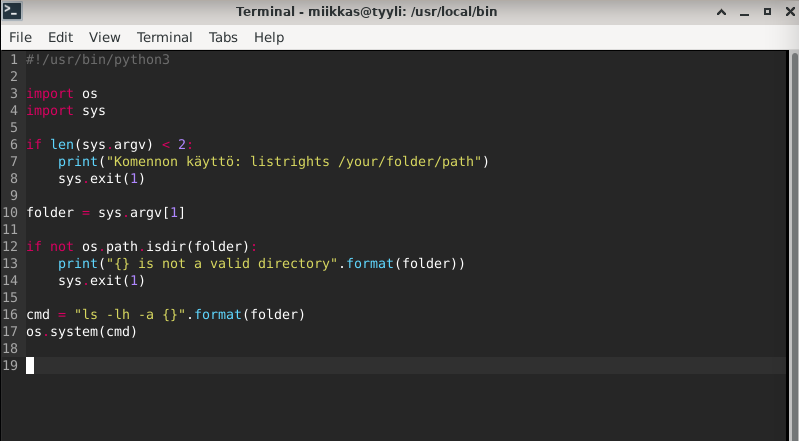 Terminal - miikkas@tyyli: /usr/local/bin
File Edit View Terminal Tabs Help
1 #!/usr/bin/python3
2
3 import os
4 import sys
5
6 if len(sys.argv) < 2:
7     print("Komennon käyttö: listrights /your/folder/path")
8     sys.exit(1)
9
10 folder = sys.argv[1]
11
12 if not os.path.isdir(folder):
13     print("{} is not a valid directory".format(folder))
14     sys.exit(1)
15
16 cmd = "ls -lh -a {}".format(folder)
17 os.system(cmd)
18
19